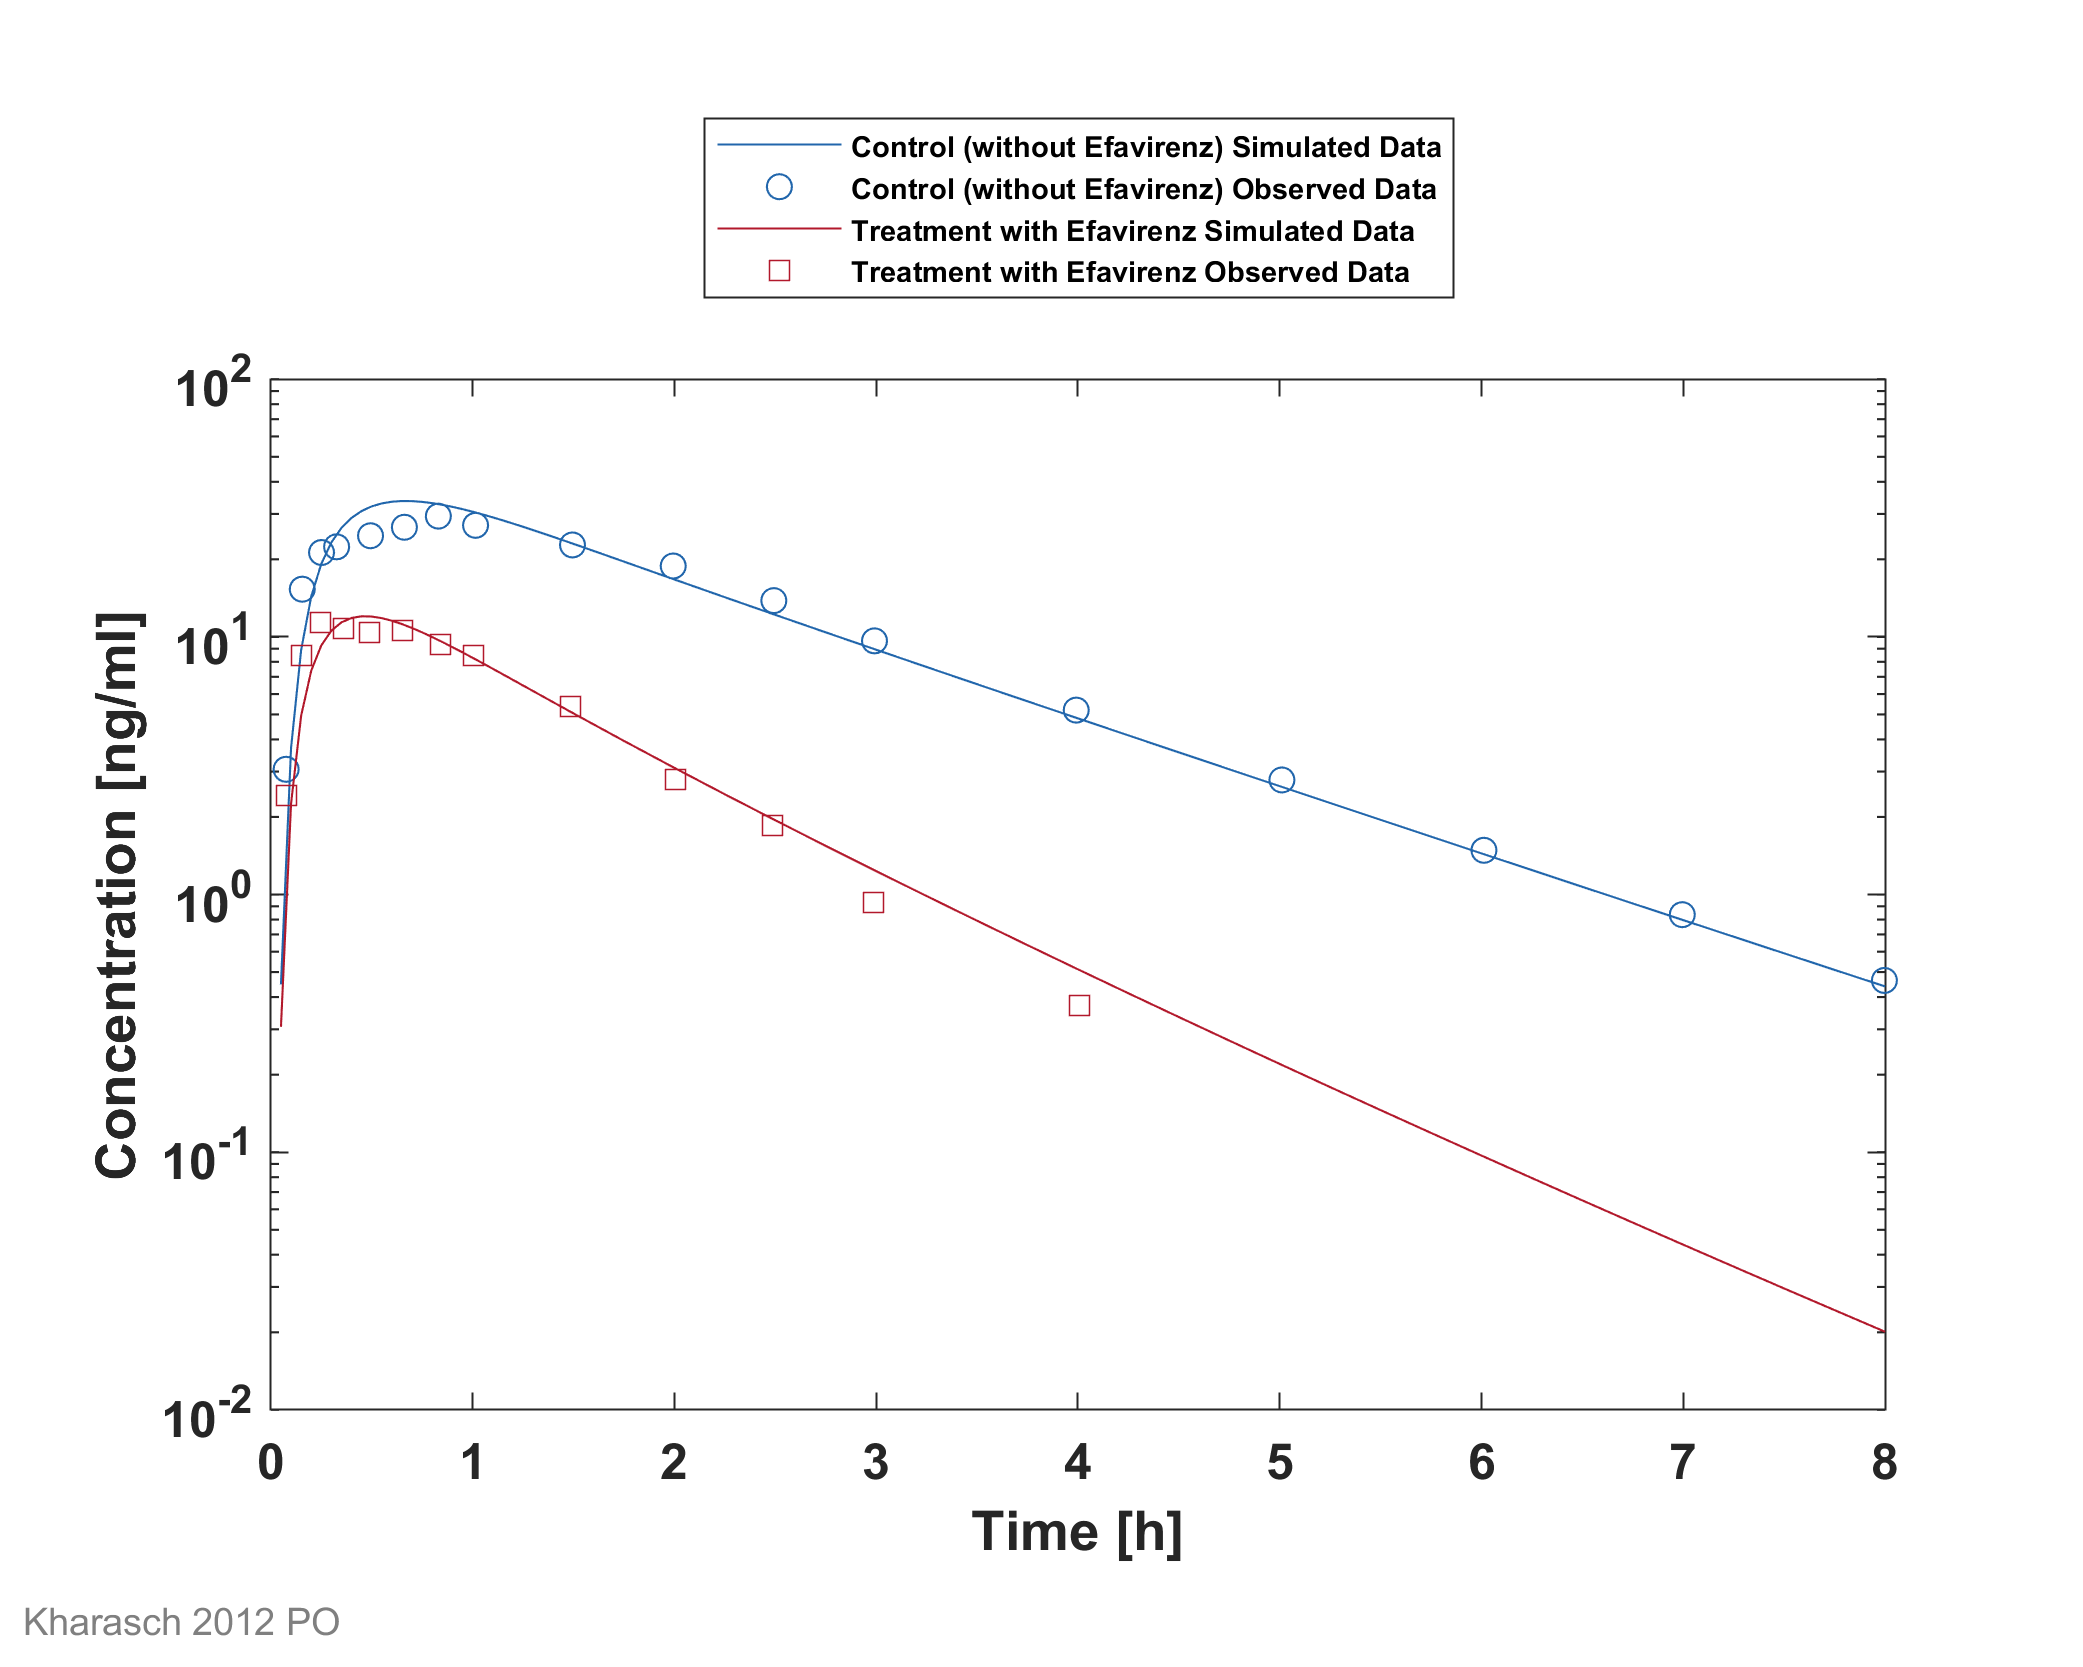 Control (without Efavirenz) Simulated Data
Control (without Efavirenz) Observed Data
Treatment with Efavirenz Simulated Data
Treatment with Efavirenz Observed Data
10^2
10^1
10^0
10^-1
10^-2
Concentration [ng/ml]
0 1 2 3 4 5 6 7 8
Time [h]
Kharasch 2012 PO